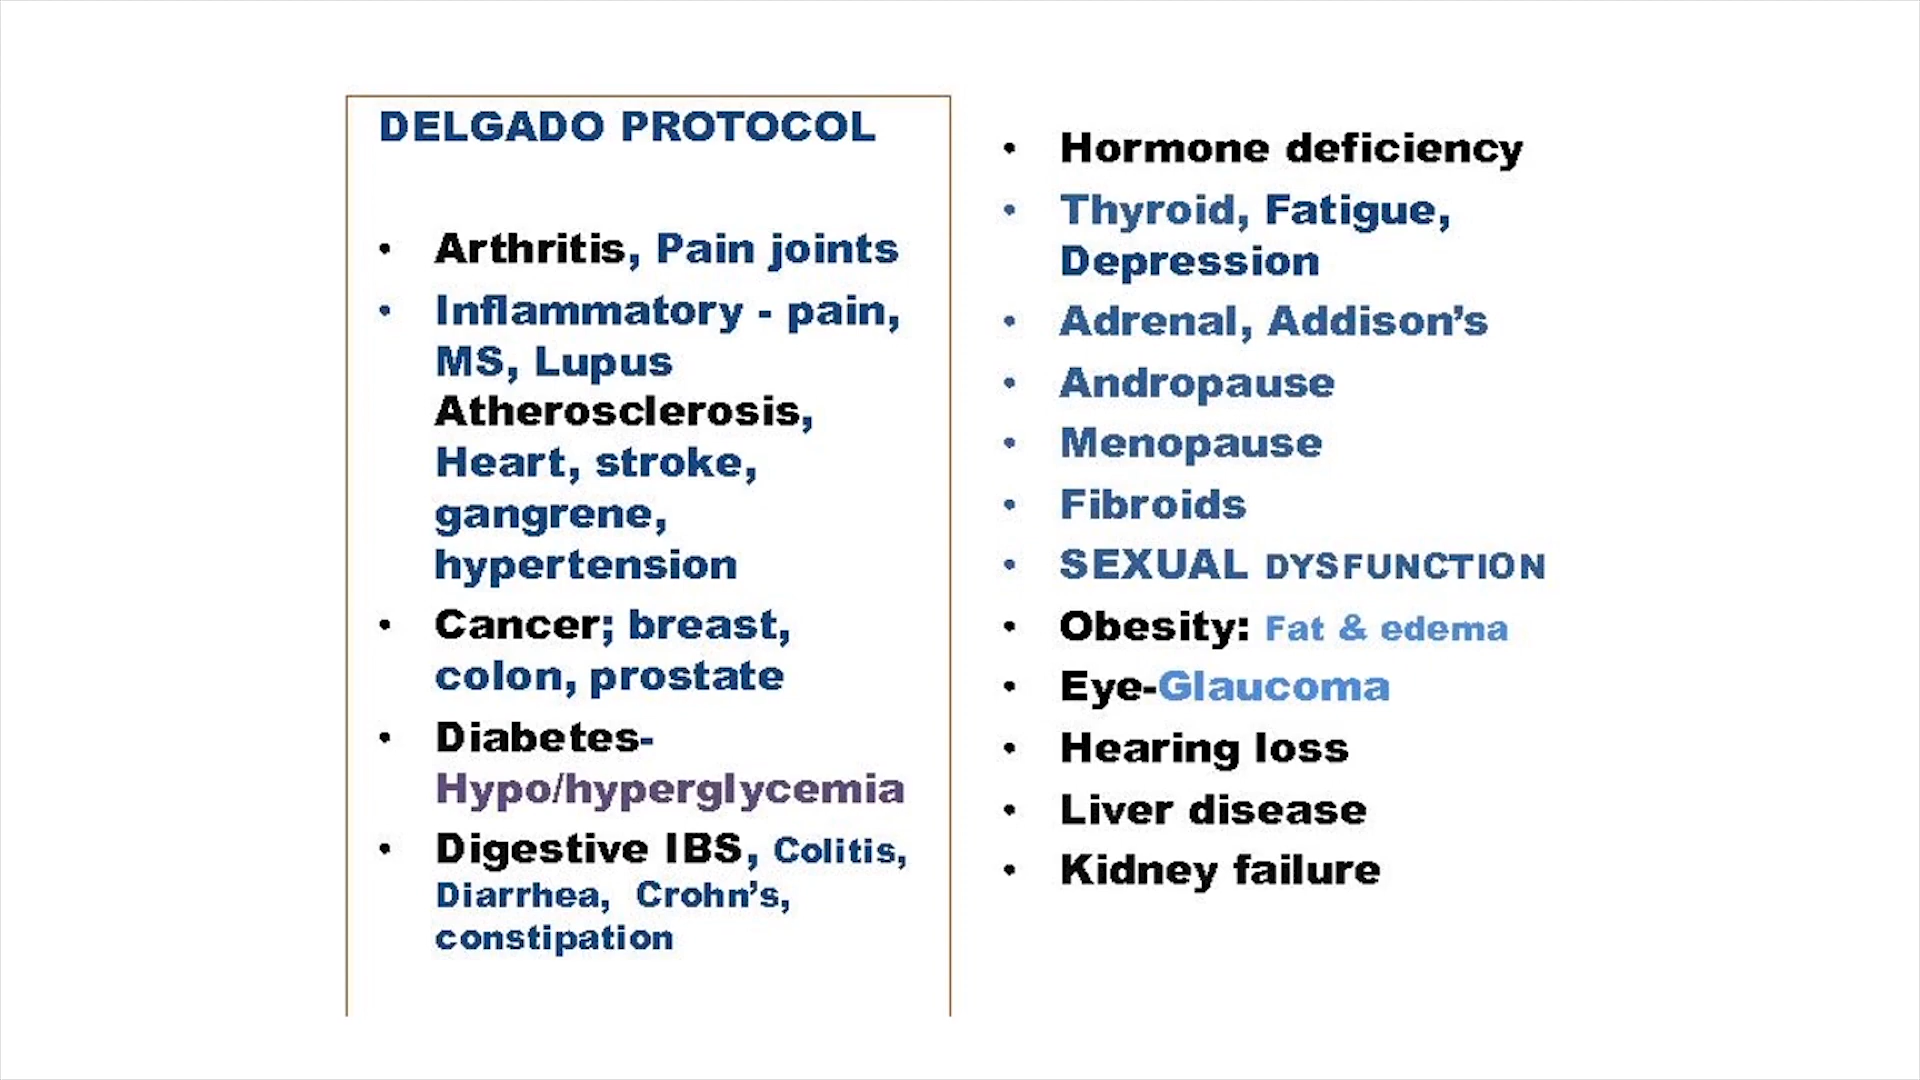 DELGADO PROTOCOL
• Arthritis, Pain joints
• Inflammatory - pain,
MS, Lupus
Atherosclerosis,
Heart, stroke,
gangrene,
hypertension
• Cancer; breast,
colon, prostate
• Diabetes-
Hypo/hyperglycemia
• Digestive IBS, Colitis,
Diarrhea, Crohn’s,
constipation
• Hormone deficiency
• Thyroid, Fatigue,
Depression
• Adrenal, Addison’s
• Andropause
• Menopause
• Fibroids
• SEXUAL DYSFUNCTION
• Obesity: Fat & edema
• Eye-Glaucoma
• Hearing loss
• Liver disease
• Kidney failure